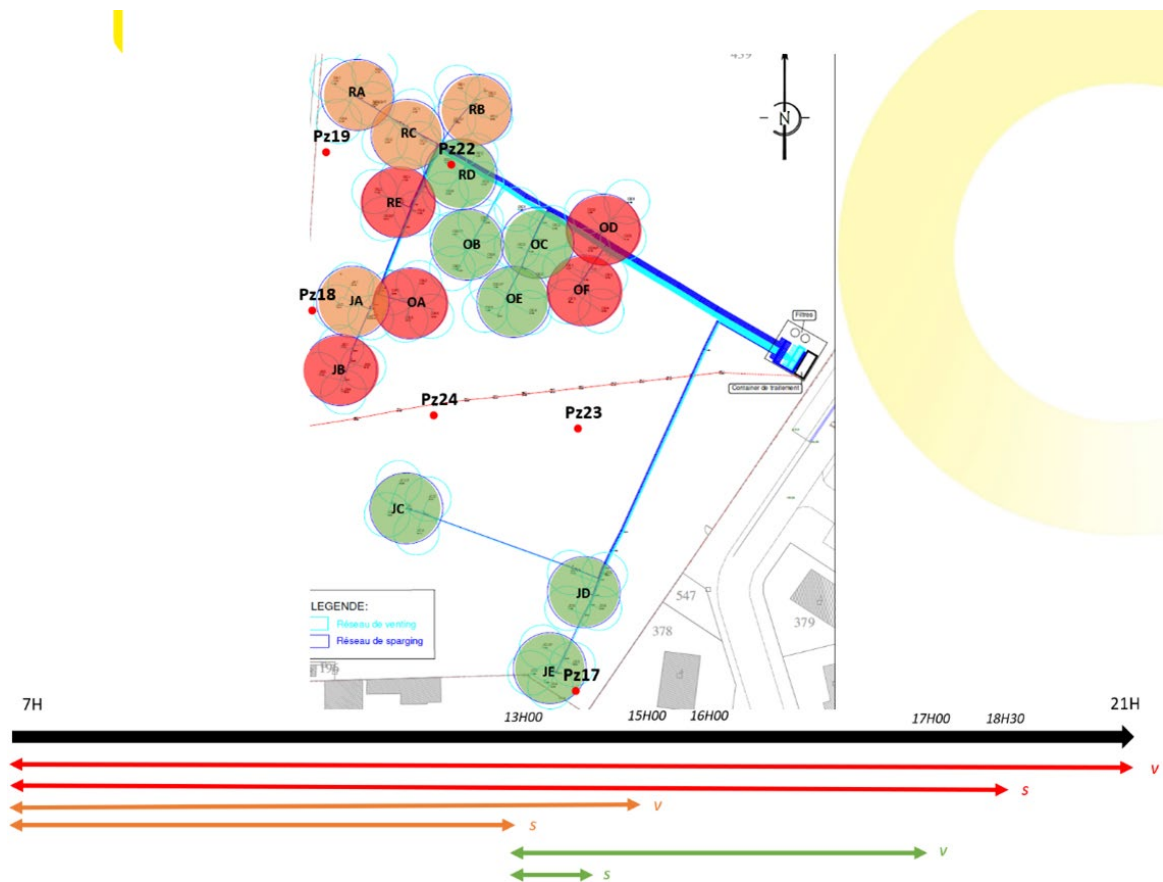 459
RA
RB
RC
Pz19
Pz22
RD
RE
N
OD
OB
OC
Pz18
JA
OA
OE
OF
Filtres
JB
Container de traitement
Pz24
Pz23
JC
JD
547
379
LEGENDE:
Réseau de venting
Réseau de sparging
378
196
JE
Pz17
7H
13H00
15H00
16H00
17H00
18H30
21H
v
s
v
s
v
s